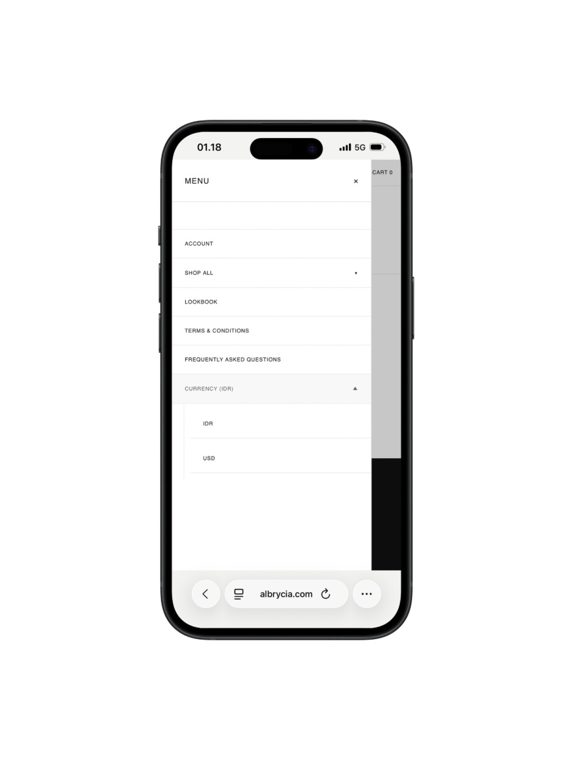 01.18 5G
MENU ×
CART 0
ACCOUNT
SHOP ALL
LOOKBOOK
TERMS & CONDITIONS
FREQUENTLY ASKED QUESTIONS
CURRENCY (IDR)
IDR
USD
albrycia.com